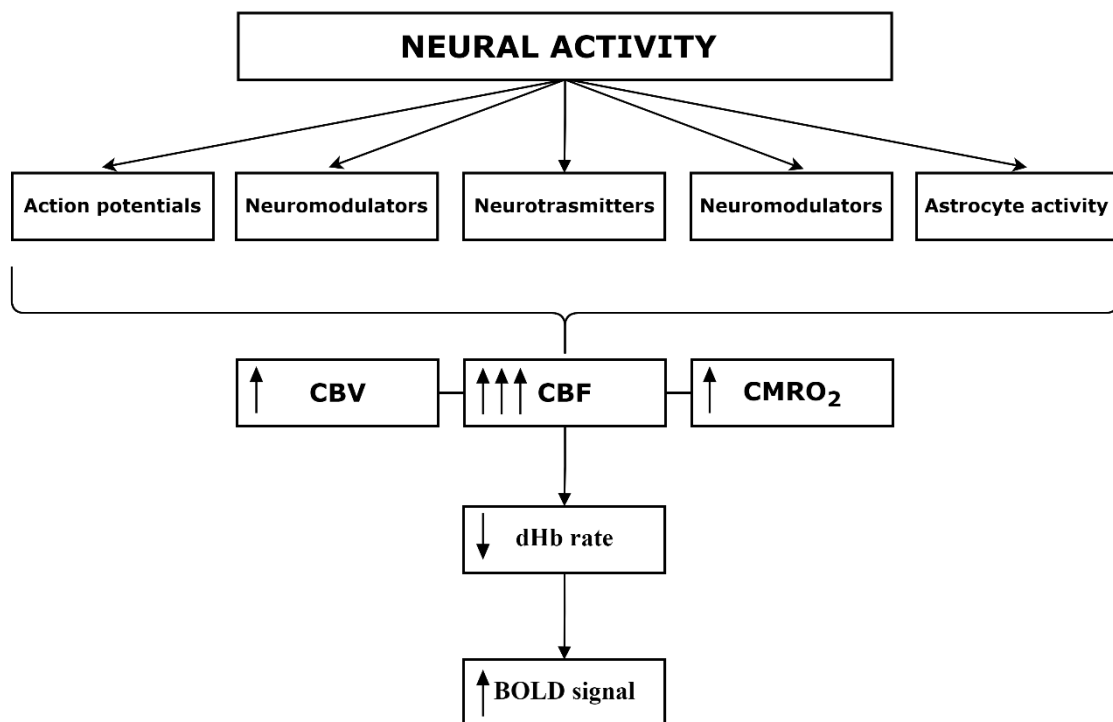 NEURAL ACTIVITY
Action potentials
Neuromodulators
Neurotrasmitters
Neuromodulators
Astrocyte activity
CBV
CBF
CMRO2
dHb rate
BOLD signal